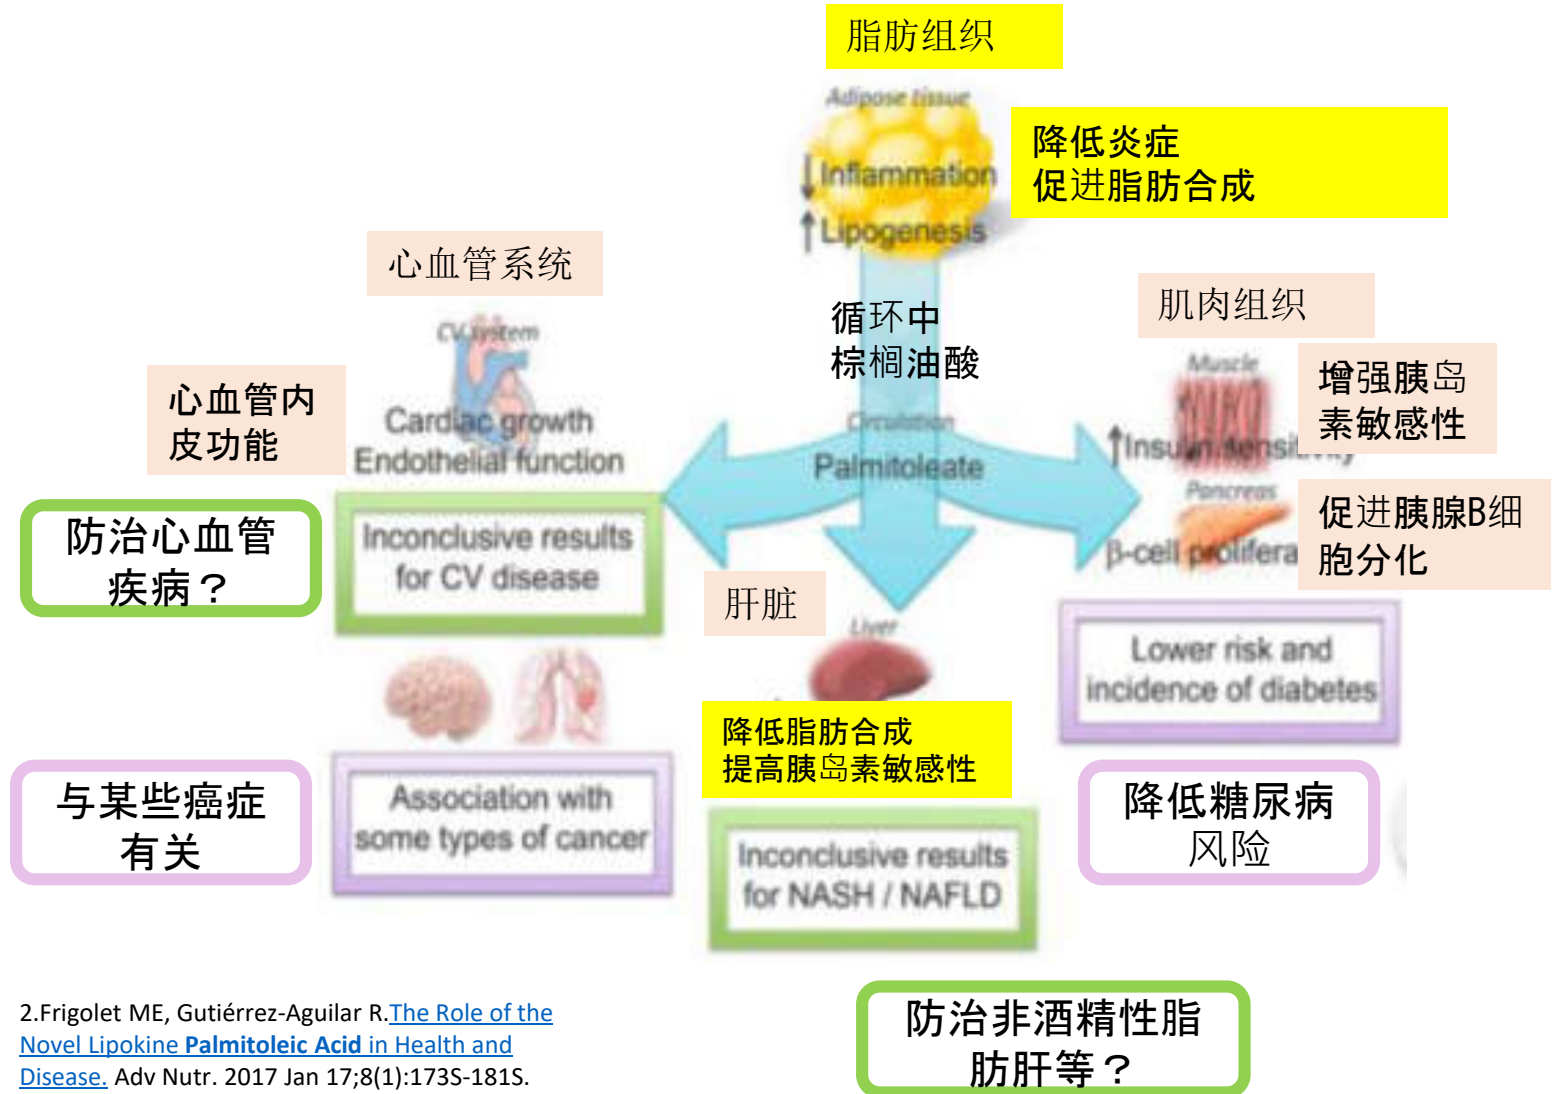 脂肪组织
Adipose tissue
Inflammation
Lipogenesis
降低炎症
促进脂肪合成
心血管系统
CV system
心血管内
皮功能
Cardiac growth
Endothelial function
循环中
棕榈油酸
Circulation
Palmitoleate
肌肉组织
Muscle
增强胰岛
素敏感性
Insulin sensitivity
Pancreas
促进胰腺B细
胞分化
β-cell prolifera
防治心血管
疾病？
Inconclusive results
for CV disease
肝脏
Liver
降低脂肪合成
提高胰岛素敏感性
Lower risk and
incidence of diabetes
与某些癌症
有关
Association with
some types of cancer
Inconclusive results
for NASH / NAFLD
降低糖尿病
风险
防治非酒精性脂
肪肝等？
2.Frigolet ME, Gutiérrez-Aguilar R.The Role of the
Novel Lipokine Palmitoleic Acid in Health and
Disease. Adv Nutr. 2017 Jan 17;8(1):173S-181S.